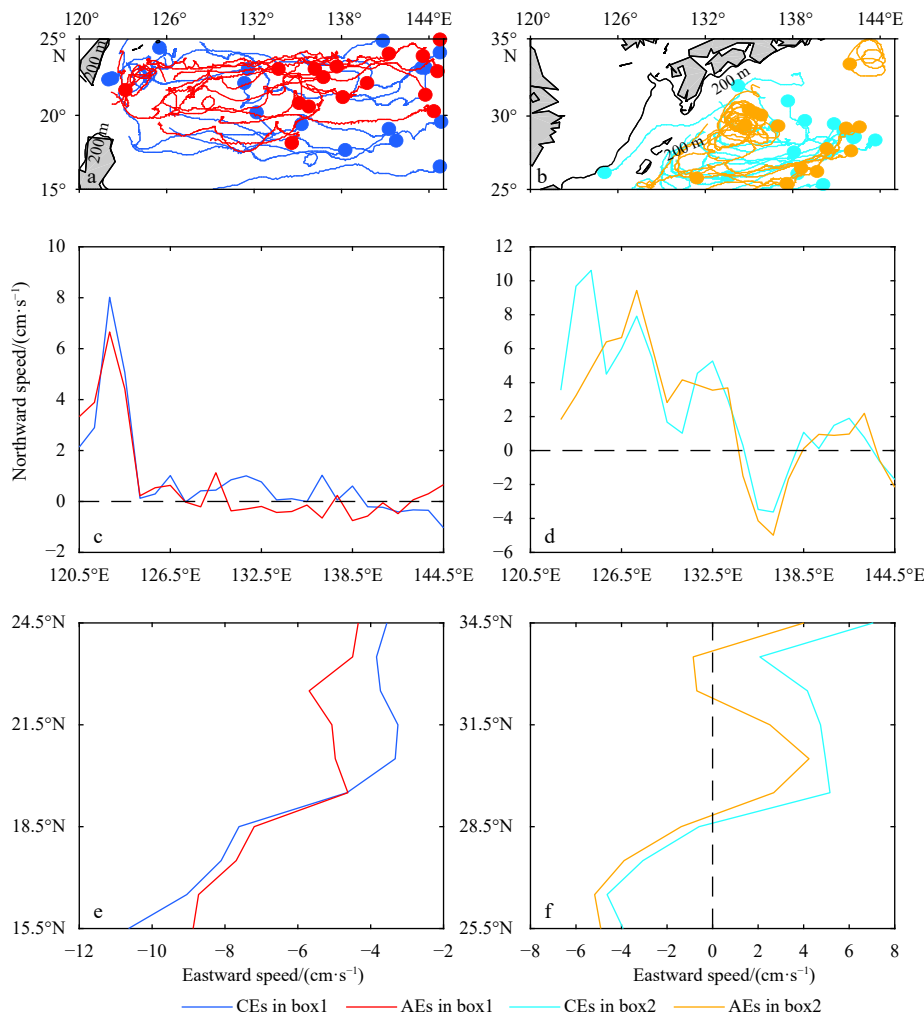 120° 126° 132° 138° 144°E 120° 126° 132° 138° 144°E
25° 35°
N N
200 m 200 m
20° 30°
200 m 200 m
a b
15° 25°
10 12
8 10
8
6 6
4 4
2 2
0 0
−2
−4
−2 −6
c d
Northward speed/(cm·s⁻¹)
120.5°E 126.5°E 132.5°E 138.5°E 144.5°E 120.5°E 126.5°E 132.5°E 138.5°E 144.5°E
24.5°N 34.5°N
21.5°N 31.5°N
18.5°N 28.5°N
e f
15.5°N 25.5°N
−12 −10 −8 −6 −4 −2 −8 −6 −4 −2 0 2 4 6 8
Eastward speed/(cm·s⁻¹) Eastward speed/(cm·s⁻¹)
CEs in box1 AEs in box1 CEs in box2 AEs in box2